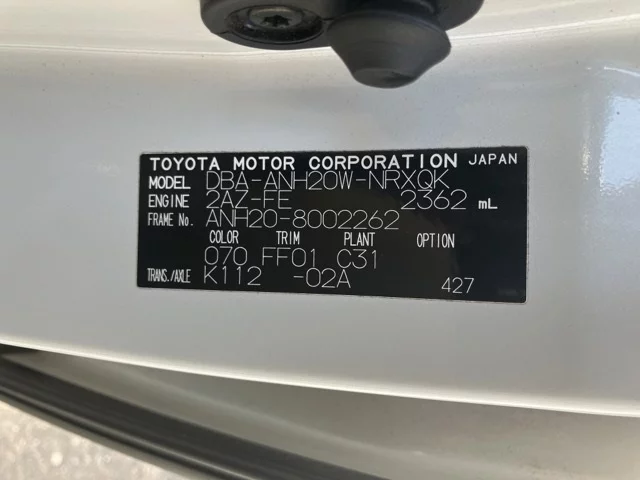 TOYOTA MOTOR CORPORATION JAPAN
MODEL DBA-ANH20W-NRXQK
ENGINE 2AZ-FE 2362 mL
FRAME No. ANH20-8002262
COLOR TRIM PLANT OPTION
070 FF01 C31
TRANS./AXLE K112 -02A 427